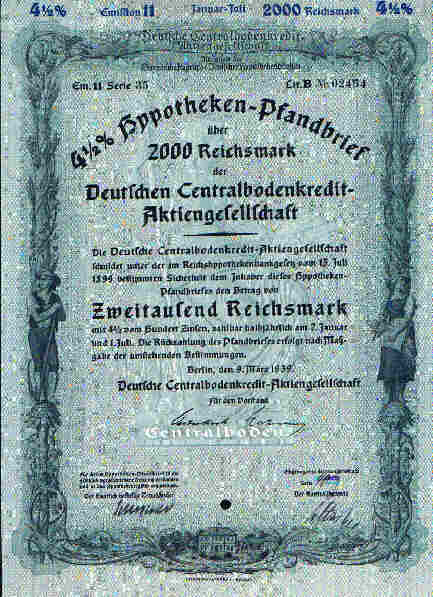 4½% Emission 11 Januar-Juli 2000 Reichsmark 4½%
Deutsche Centralbodenkredit-
Aktiengesellschaft
Em. 11 Serie 35 Lit. B № 02454
4½% Hypotheken-Pfandbrief
über
2000 Reichsmark
der
Deutschen Centralbodenkredit-
Aktiengesellschaft
Die Deutsche Centralbodenkredit-Aktiengesellschaft
schuldet unter der im Reichshypothekenbankgesetz vom 13. Juli
1899 bestimmten Sicherheit dem Inhaber dieses Hypotheken-
Pfandbriefes den Betrag von
Zweitausend Reichsmark
mit 4½ vom Hundert Zinsen, zahlbar halbjährlich am 2. Januar
und 1. Juli. Die Rückzahlung des Pfandbriefes erfolgt nach Maß-
gabe der umstehenden Bestimmungen.
Berlin, den 9. März 1939.
Deutsche Centralbodenkredit-Aktiengesellschaft
Für den Vorstand
Centralboden
Der Kontrollbeamte